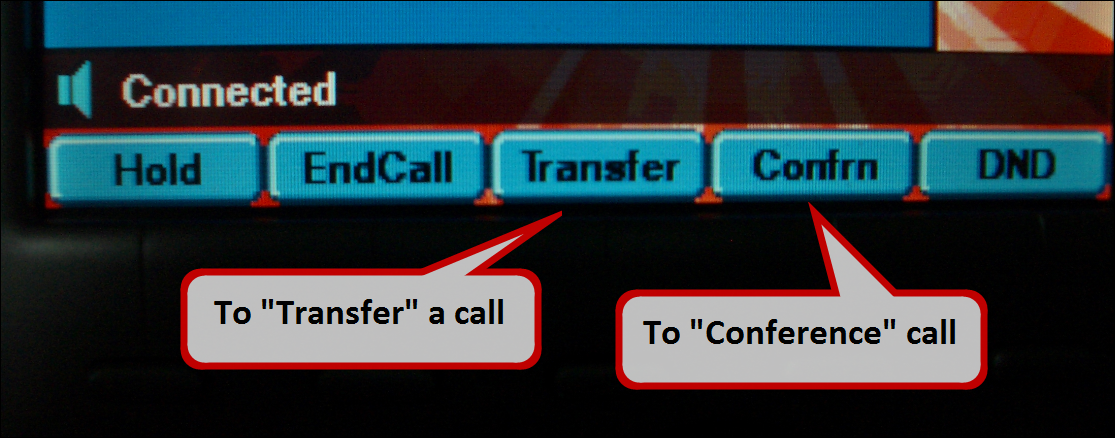 Connected
Hold EndCall Transfer Confrn DND
To "Transfer" a call
To "Conference" call